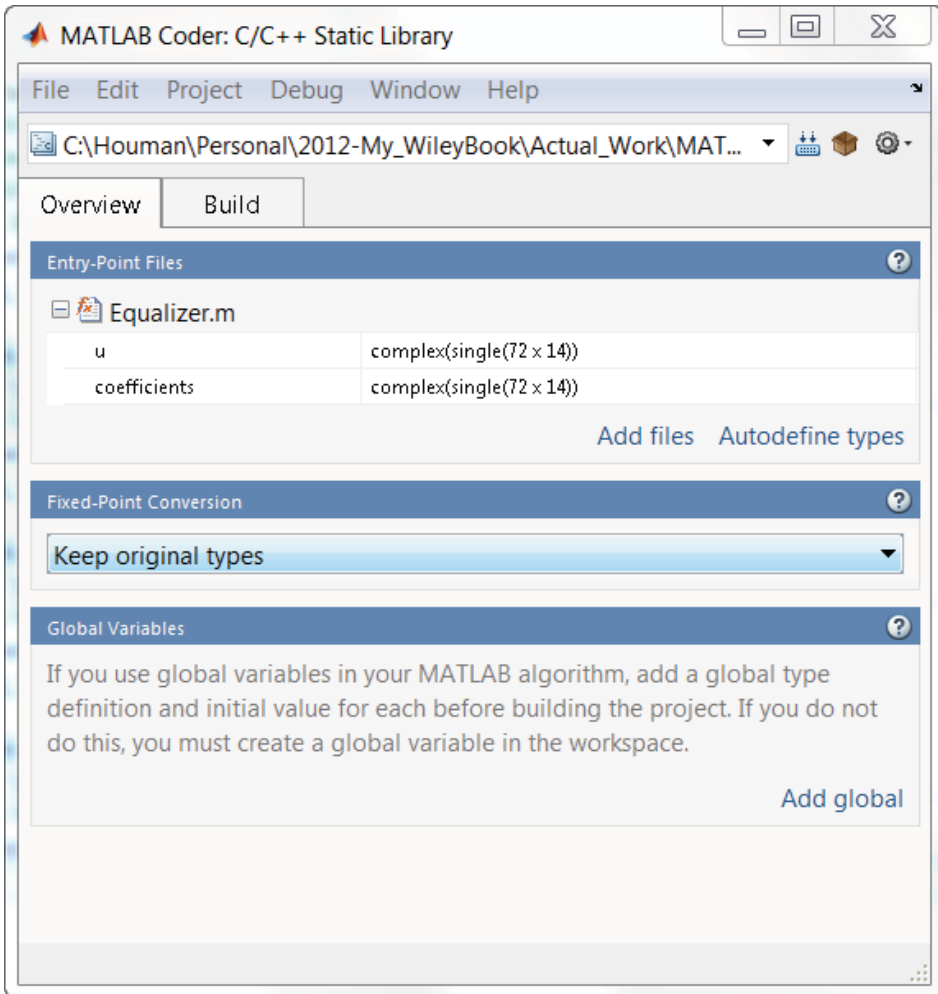 MATLAB Coder: C/C++ Static Library
File Edit Project Debug Window Help
C:\Houman\Personal\2012-My_WileyBook\Actual_Work\MAT...
Overview Build
Entry-Point Files
Equalizer.m
u complex(single(72 x 14))
coefficients complex(single(72 x 14))
Add files Autodefine types
Fixed-Point Conversion
Keep original types
Global Variables
If you use global variables in your MATLAB algorithm, add a global type
definition and initial value for each before building the project. If you do not
do this, you must create a global variable in the workspace.
Add global